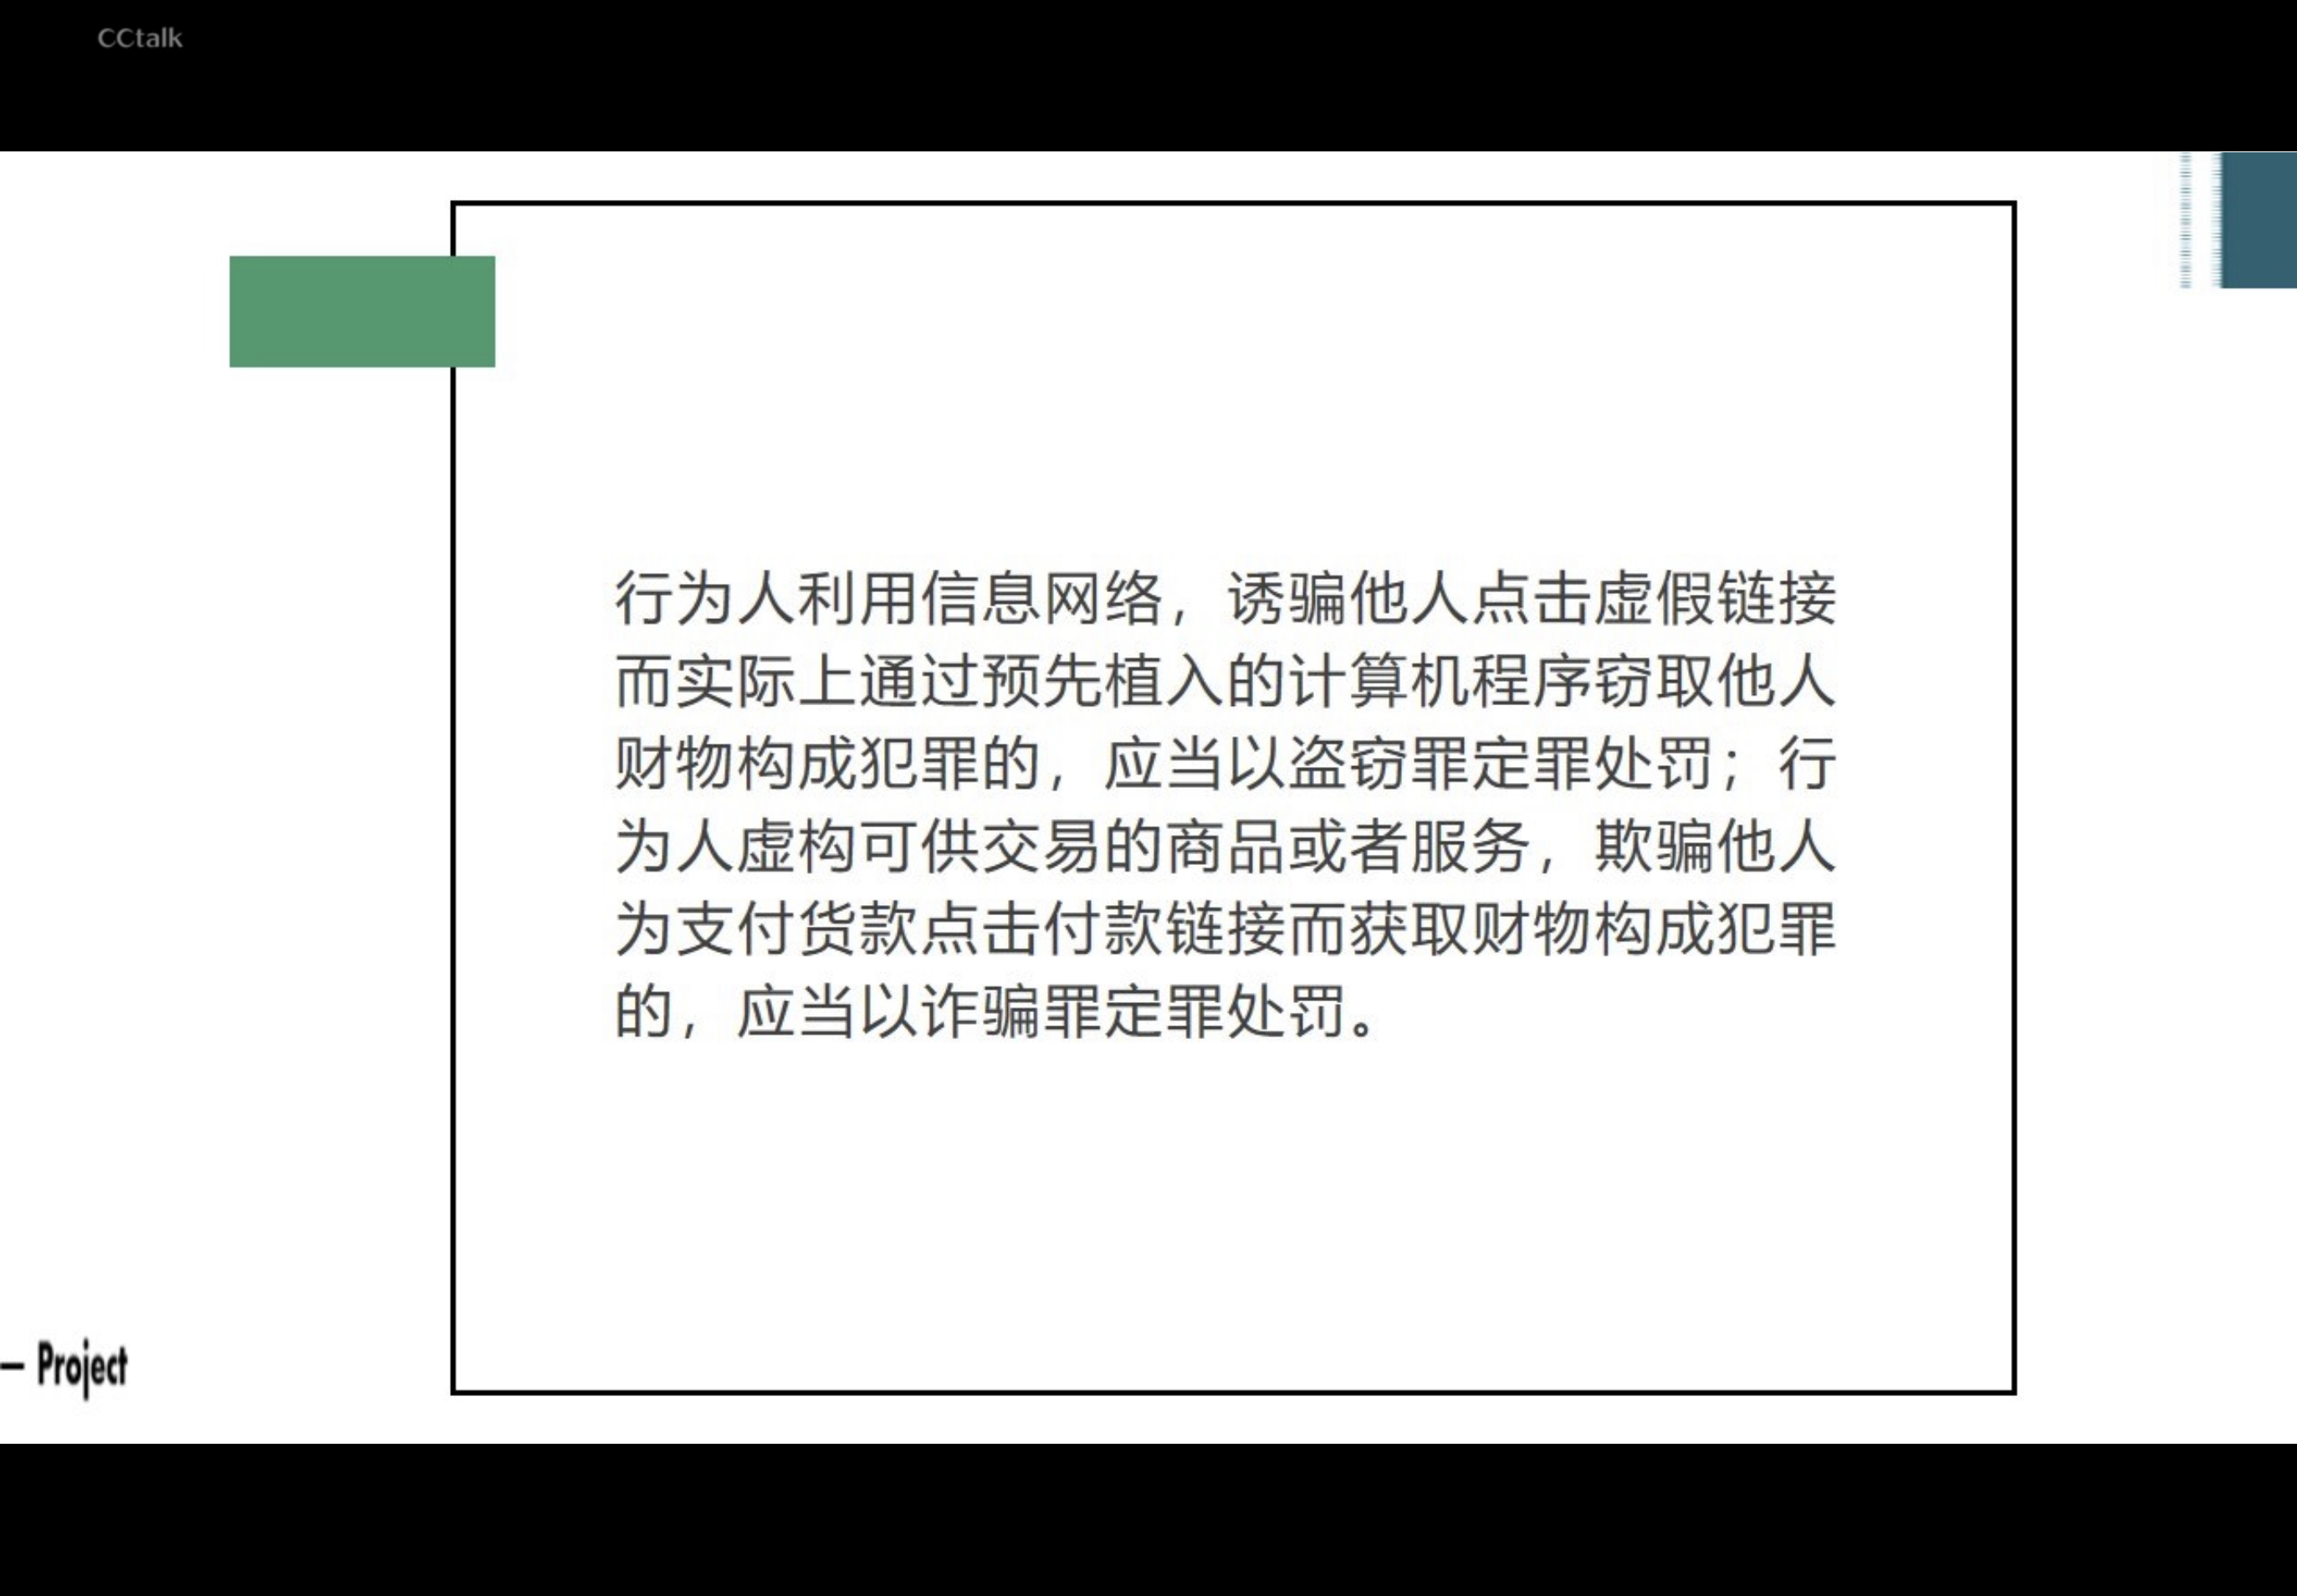 CCtalk
行为人利用信息网络，诱骗他人点击虚假链接
而实际上通过预先植入的计算机程序窃取他人
财物构成犯罪的，应当以盗窃罪定罪处罚；行
为人虚构可供交易的商品或者服务，欺骗他人
为支付货款点击付款链接而获取财物构成犯罪
的，应当以诈骗罪定罪处罚。
— Project